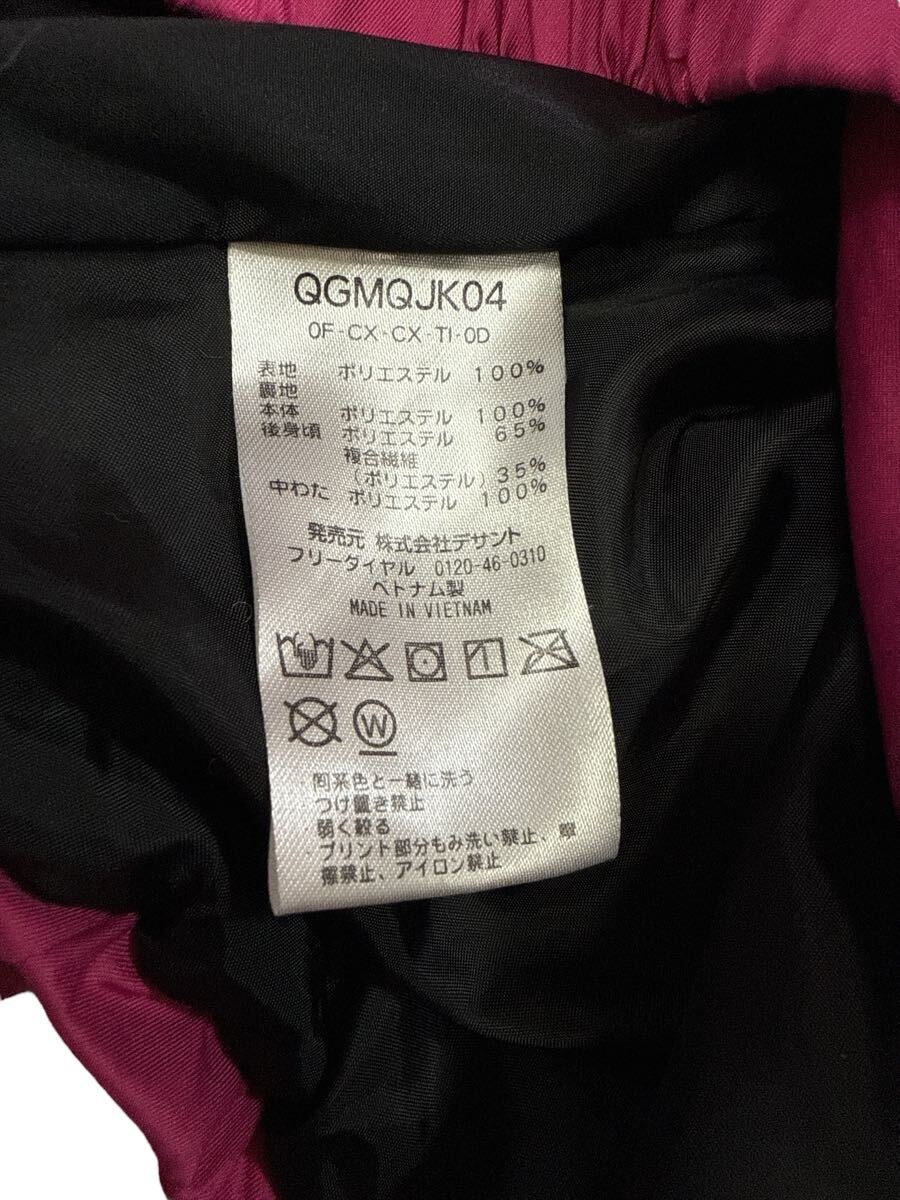 QGMQJK04
0F-CX-CX-TI-0D
表地 ポリエステル 100%
裏地
本体 ポリエステル 100%
後身頃 ポリエステル 65%
複合繊維
(ポリエステル)35%
中わた ポリエステル 100%
発売元 株式会社デサント
フリーダイヤル 0120-46-0310
ベトナム製
MADE IN VIETNAM
W
・同系色と一緒に洗う
・つけ置き禁止
・弱く絞る
・プリント部分もみ洗い禁止、摩
擦禁止、アイロン禁止